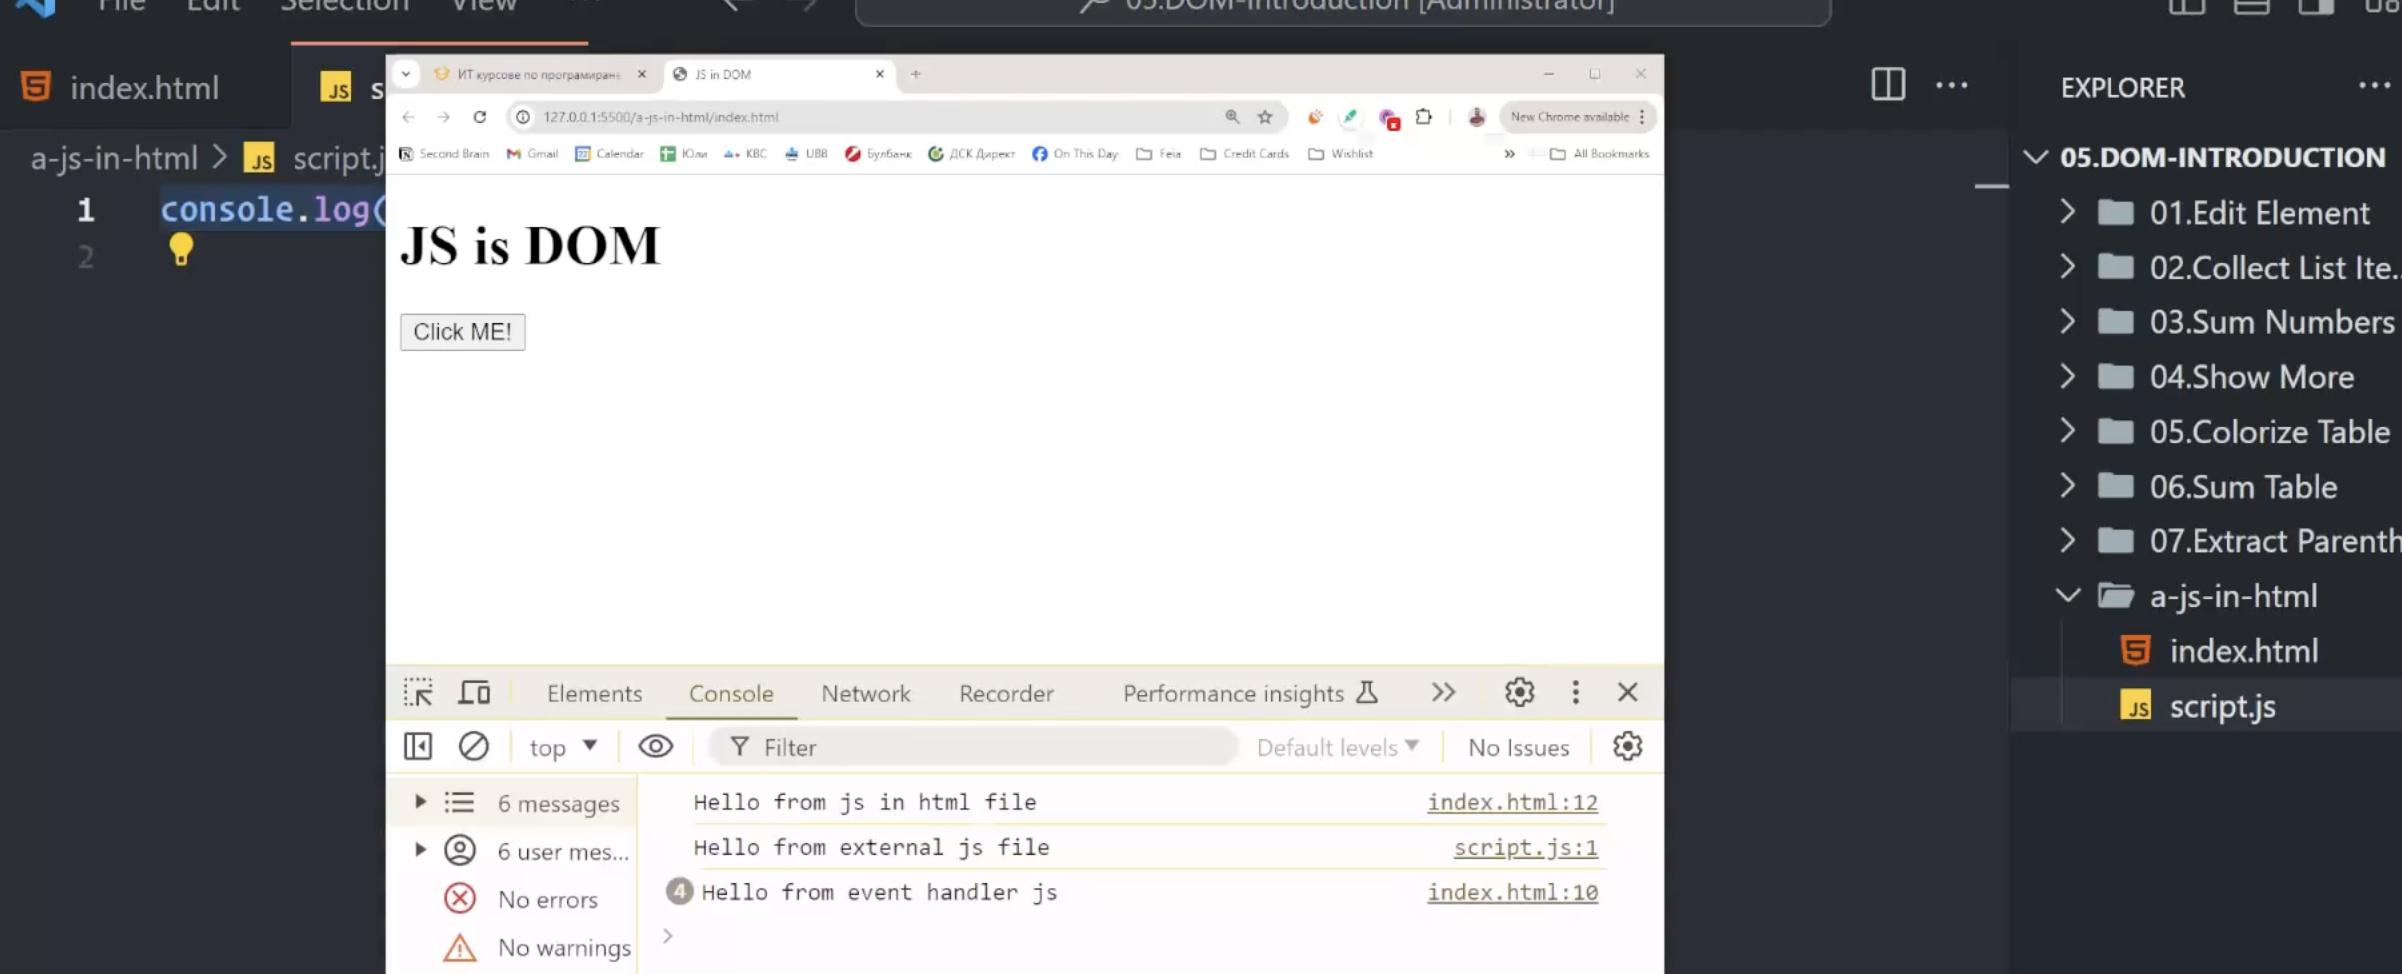 File Edit Selection View
05.DOM-Introduction [Administrator]
index.html
a-js-in-html > script.j
1 console.log(
2
ИТ курсове по програмиране
JS in DOM
127.0.0.1:5500/a-js-in-html/index.html
New Chrome available
Second Brain Gmail Calendar Юли КВС UBB Булбанк ДСК Директ On This Day Feia Credit Cards Wishlist All Bookmarks
JS is DOM
Click ME!
Elements Console Network Recorder Performance insights
top Filter Default levels No Issues
6 messages
6 user mes...
No errors
No warnings
Hello from js in html file index.html:12
Hello from external js file script.js:1
4 Hello from event handler js index.html:10
EXPLORER
05.DOM-INTRODUCTION
01.Edit Element
02.Collect List Ite...
03.Sum Numbers
04.Show More
05.Colorize Table
06.Sum Table
07.Extract Parenth
a-js-in-html
index.html
script.js